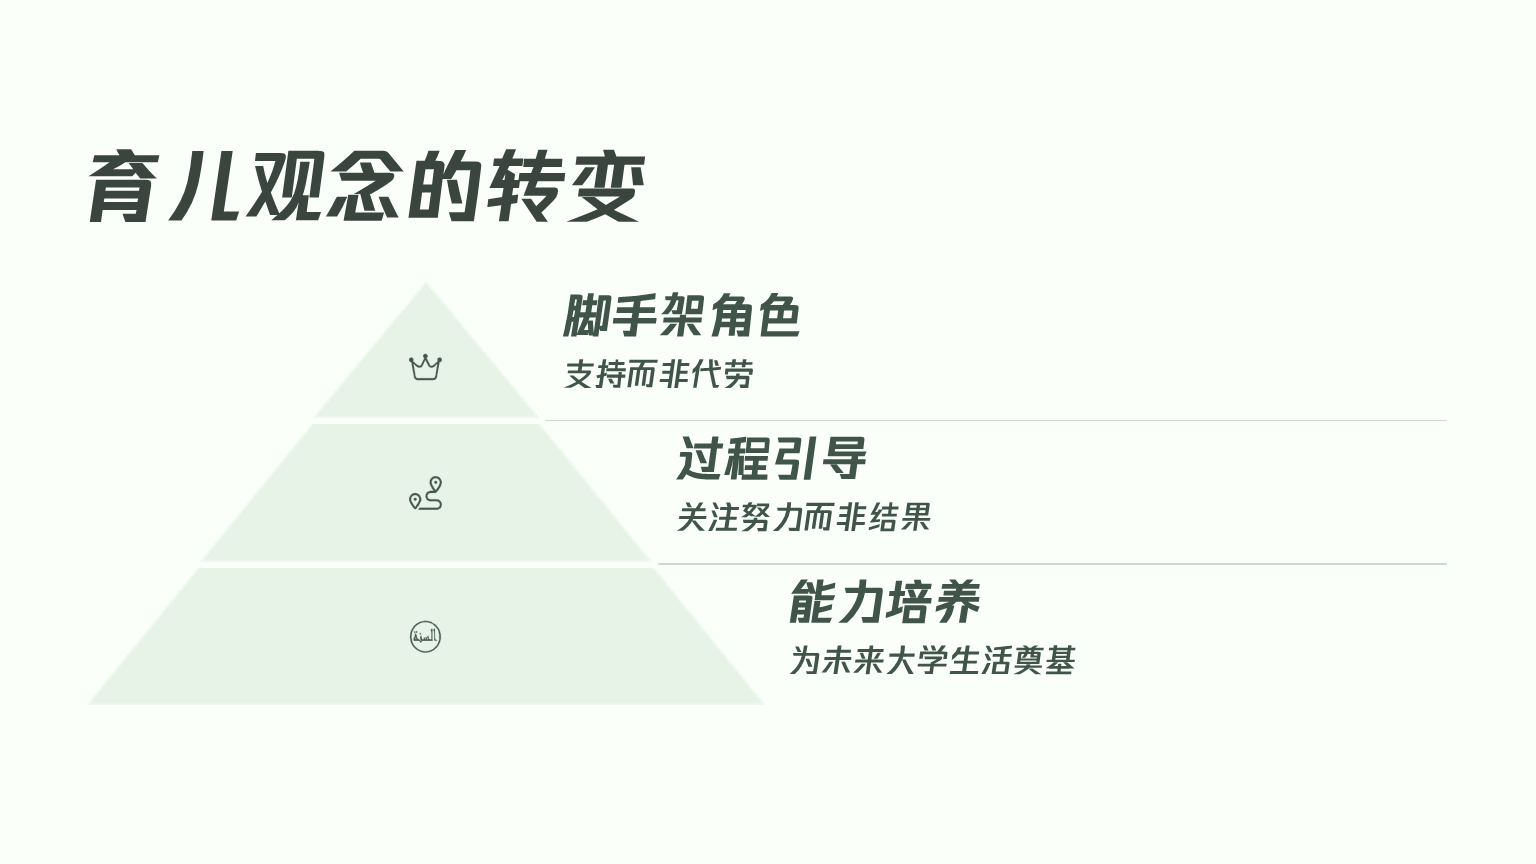 育儿观念的转变
脚手架角色
支持而非代劳
过程引导
关注努力而非结果
能力培养
为未来大学生活奠基
السنة